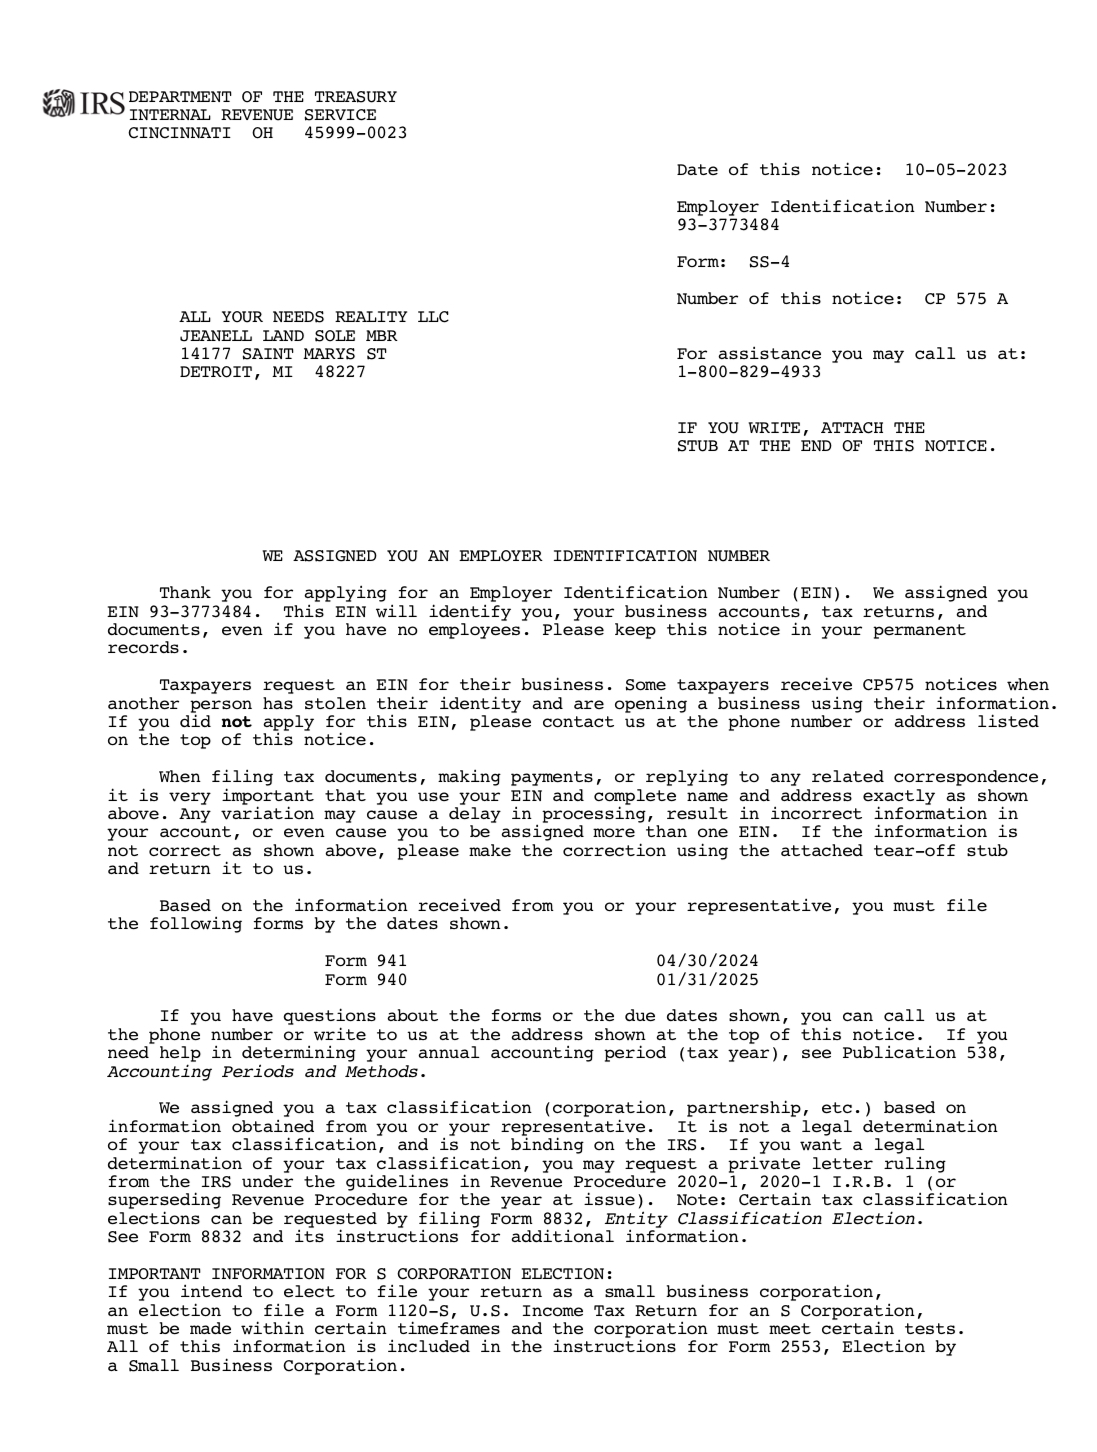 IRS DEPARTMENT OF THE TREASURY
INTERNAL REVENUE SERVICE
CINCINNATI OH 45999-0023
Date of this notice: 10-05-2023
Employer Identification Number:
93-3773484
Form: SS-4
Number of this notice: CP 575 A
ALL YOUR NEEDS REALITY LLC
JEANELL LAND SOLE MBR
14177 SAINT MARYS ST
DETROIT, MI 48227
For assistance you may call us at:
1-800-829-4933
IF YOU WRITE, ATTACH THE
STUB AT THE END OF THIS NOTICE.
WE ASSIGNED YOU AN EMPLOYER IDENTIFICATION NUMBER
Thank you for applying for an Employer Identification Number (EIN). We assigned you
EIN 93-3773484. This EIN will identify you, your business accounts, tax returns, and
documents, even if you have no employees. Please keep this notice in your permanent
records.
Taxpayers request an EIN for their business. Some taxpayers receive CP575 notices when
another person has stolen their identity and are opening a business using their information.
If you did not apply for this EIN, please contact us at the phone number or address listed
on the top of this notice.
When filing tax documents, making payments, or replying to any related correspondence,
it is very important that you use your EIN and complete name and address exactly as shown
above. Any variation may cause a delay in processing, result in incorrect information in
your account, or even cause you to be assigned more than one EIN. If the information is
not correct as shown above, please make the correction using the attached tear-off stub
and return it to us.
Based on the information received from you or your representative, you must file
the following forms by the dates shown.
Form 941 04/30/2024
Form 940 01/31/2025
If you have questions about the forms or the due dates shown, you can call us at
the phone number or write to us at the address shown at the top of this notice. If you
need help in determining your annual accounting period (tax year), see Publication 538,
Accounting Periods and Methods.
We assigned you a tax classification (corporation, partnership, etc.) based on
information obtained from you or your representative. It is not a legal determination
of your tax classification, and is not binding on the IRS. If you want a legal
determination of your tax classification, you may request a private letter ruling
from the IRS under the guidelines in Revenue Procedure 2020-1, 2020-1 I.R.B. 1 (or
superseding Revenue Procedure for the year at issue). Note: Certain tax classification
elections can be requested by filing Form 8832, Entity Classification Election.
See Form 8832 and its instructions for additional information.
IMPORTANT INFORMATION FOR S CORPORATION ELECTION:
If you intend to elect to file your return as a small business corporation,
an election to file a Form 1120-S, U.S. Income Tax Return for an S Corporation,
must be made within certain timeframes and the corporation must meet certain tests.
All of this information is included in the instructions for Form 2553, Election by
a Small Business Corporation.